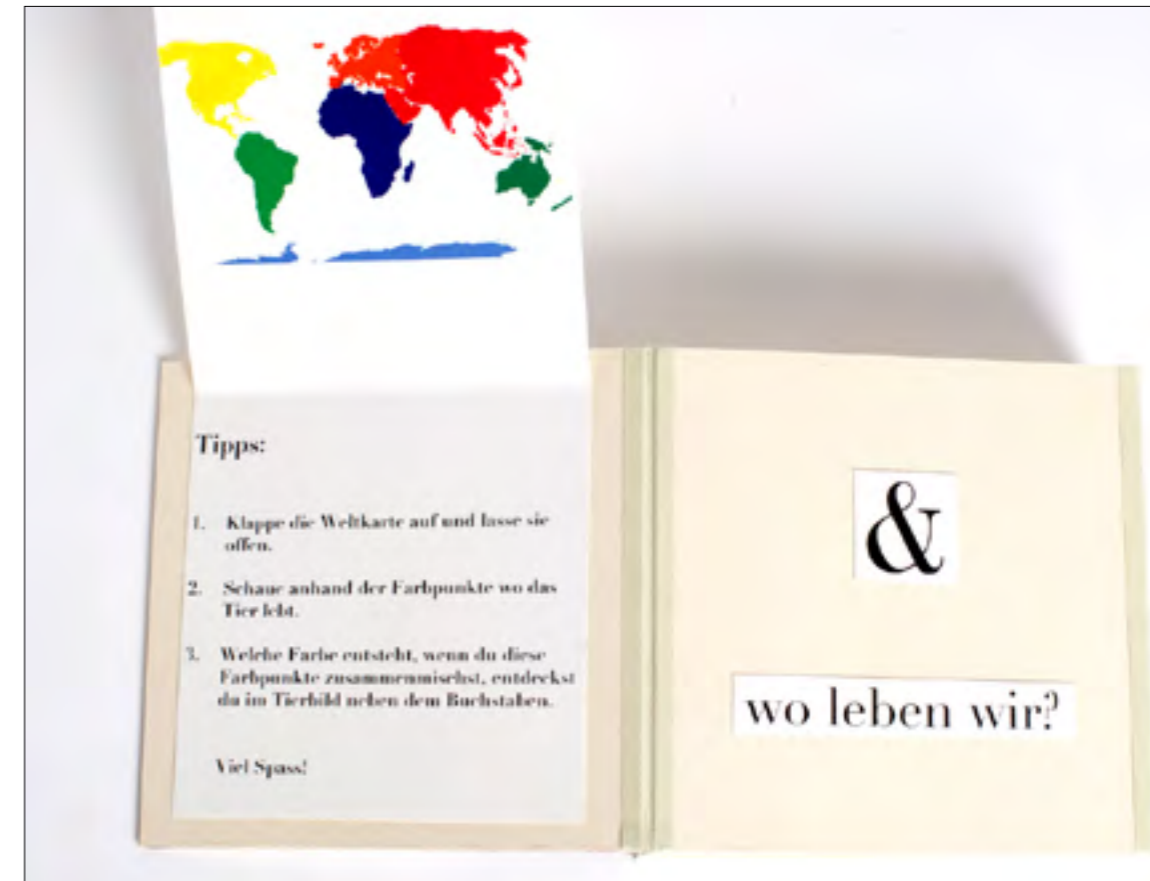 Tipps:
1. Klappe die Weltkarte auf und lasse sie
offen.
2. Schaue anhand der Farbpunkte wo das
Tier lebt.
3. Welche Farbe entsteht, wenn du diese
Farbpunkte zusammenmischst, entdeckst
du im Tierbild neben dem Buchstaben.
Viel Spass!
&
wo leben wir?